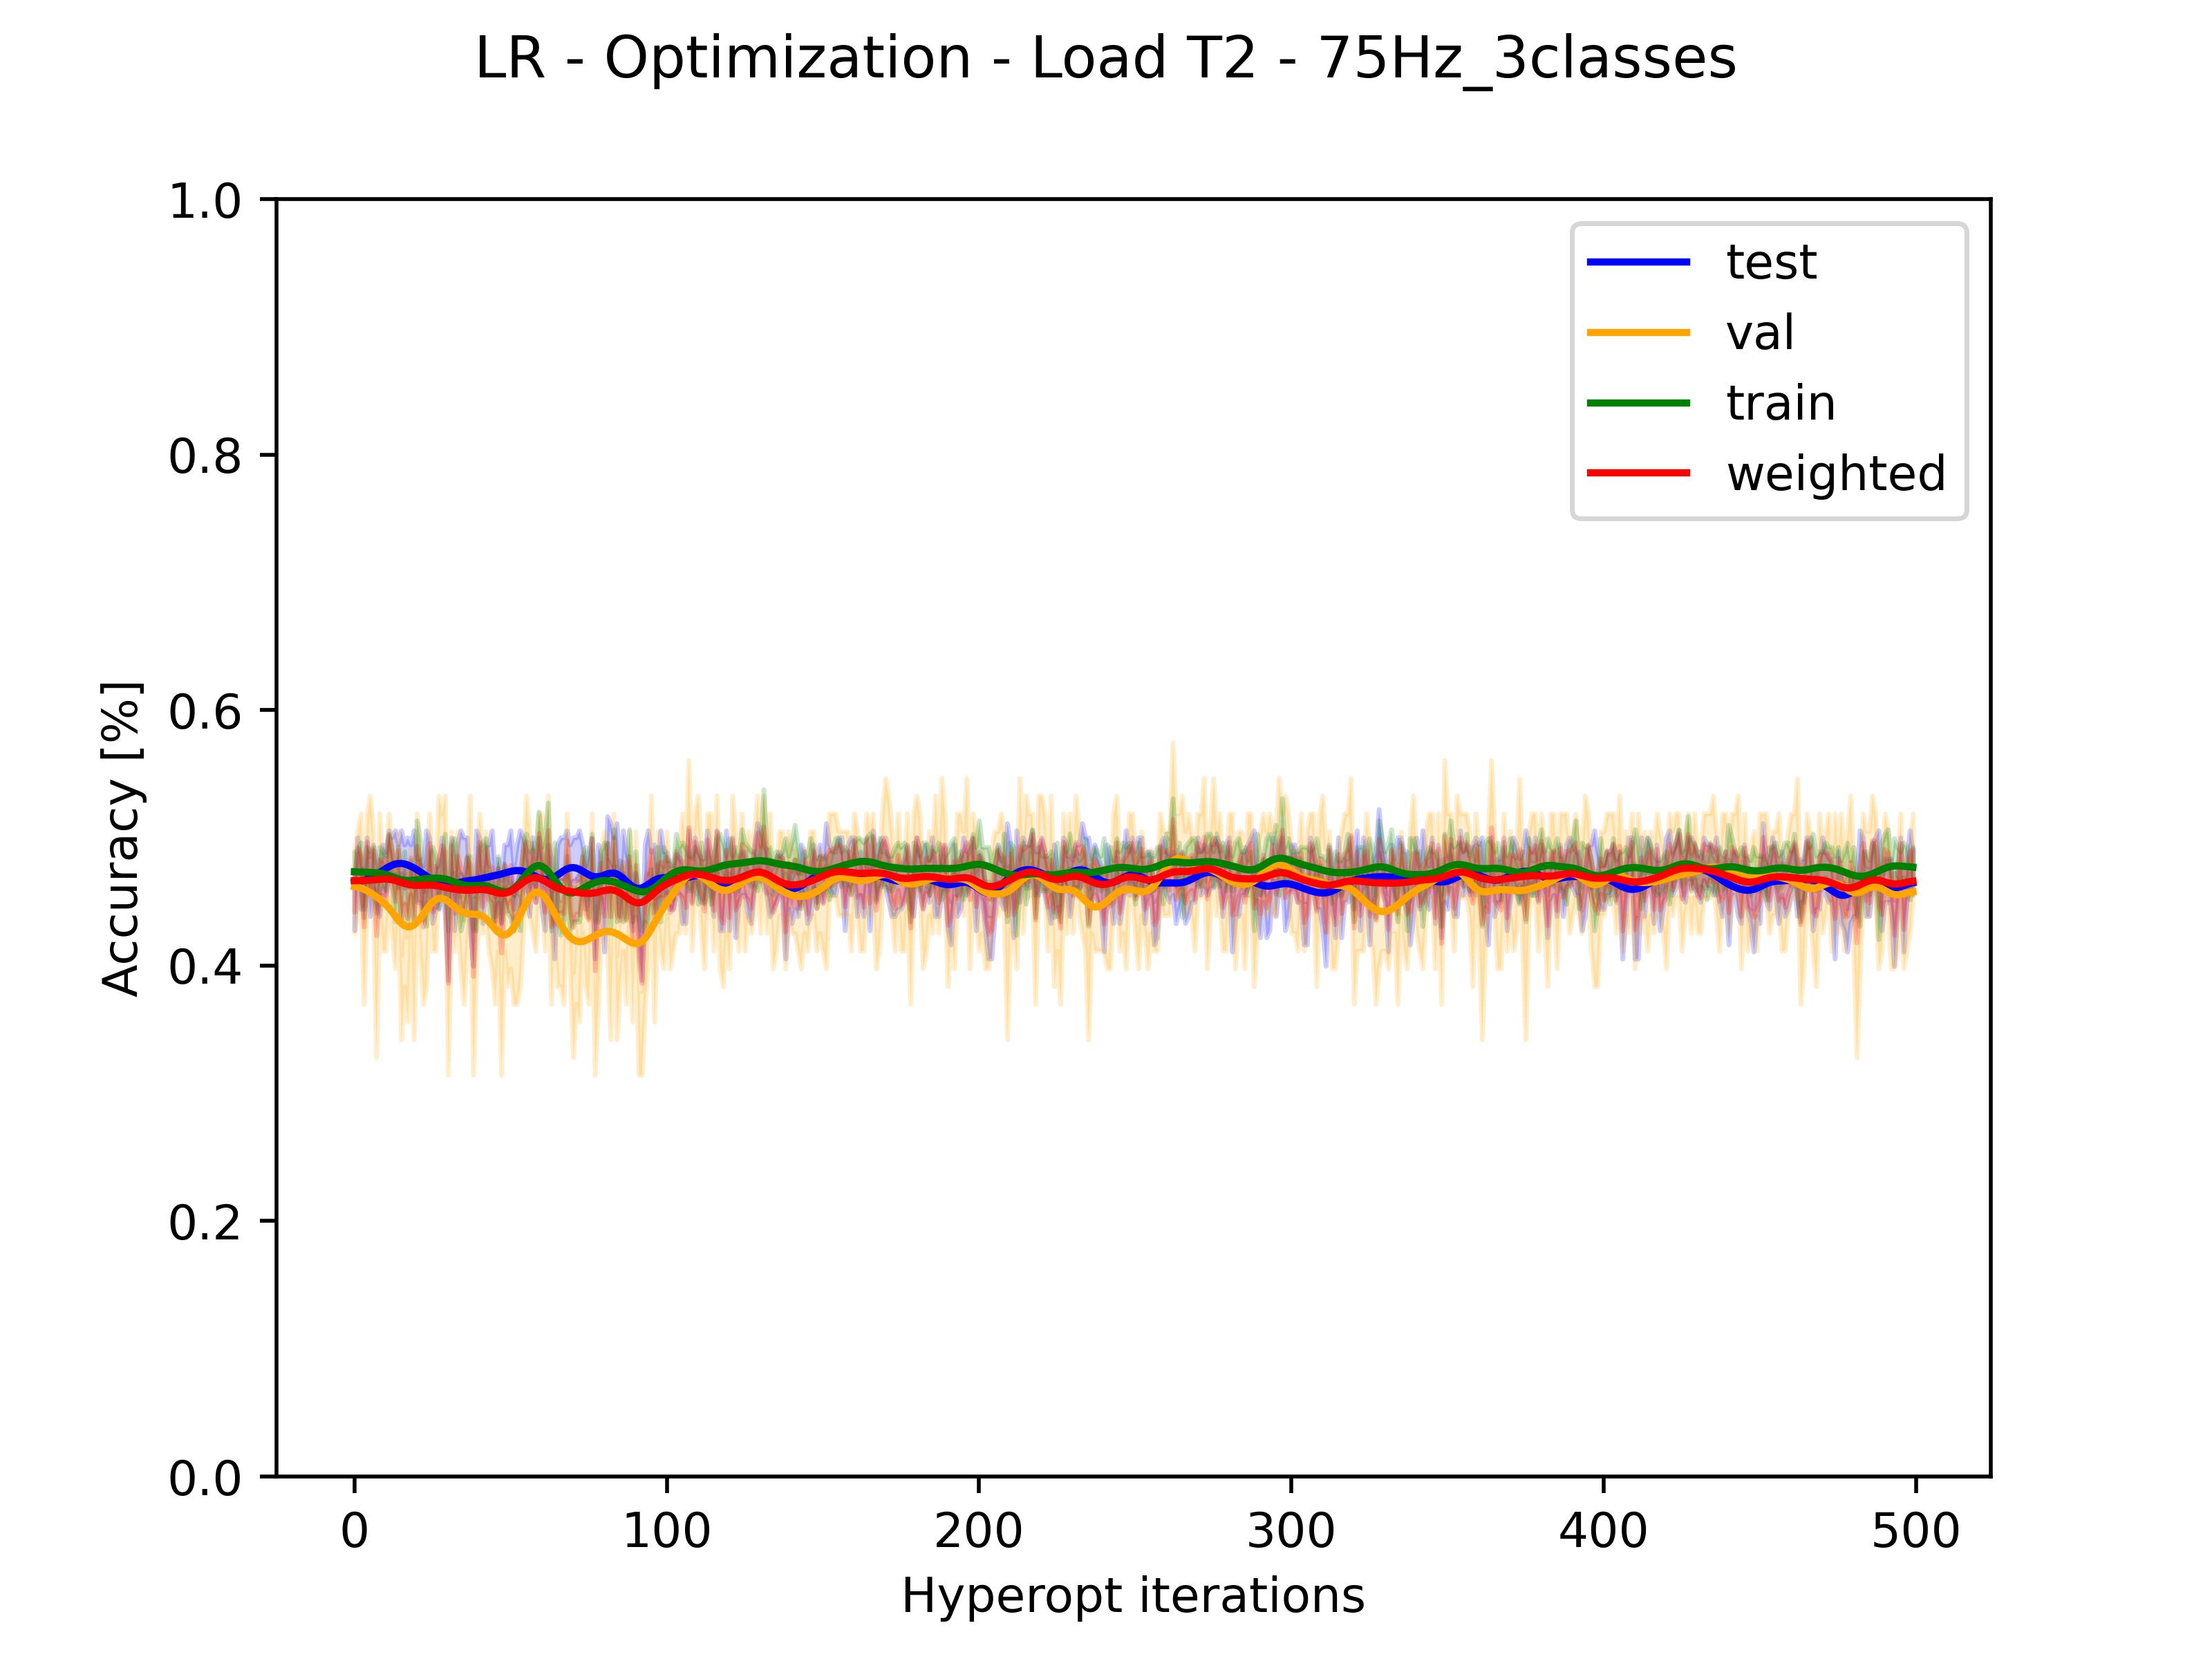 LR - Optimization - Load T2 - 75Hz_3classes
1.0
0.8
0.6
0.4
0.2
0.0
Accuracy [%]
test
val
train
weighted
0 100 200 300 400 500
Hyperopt iterations